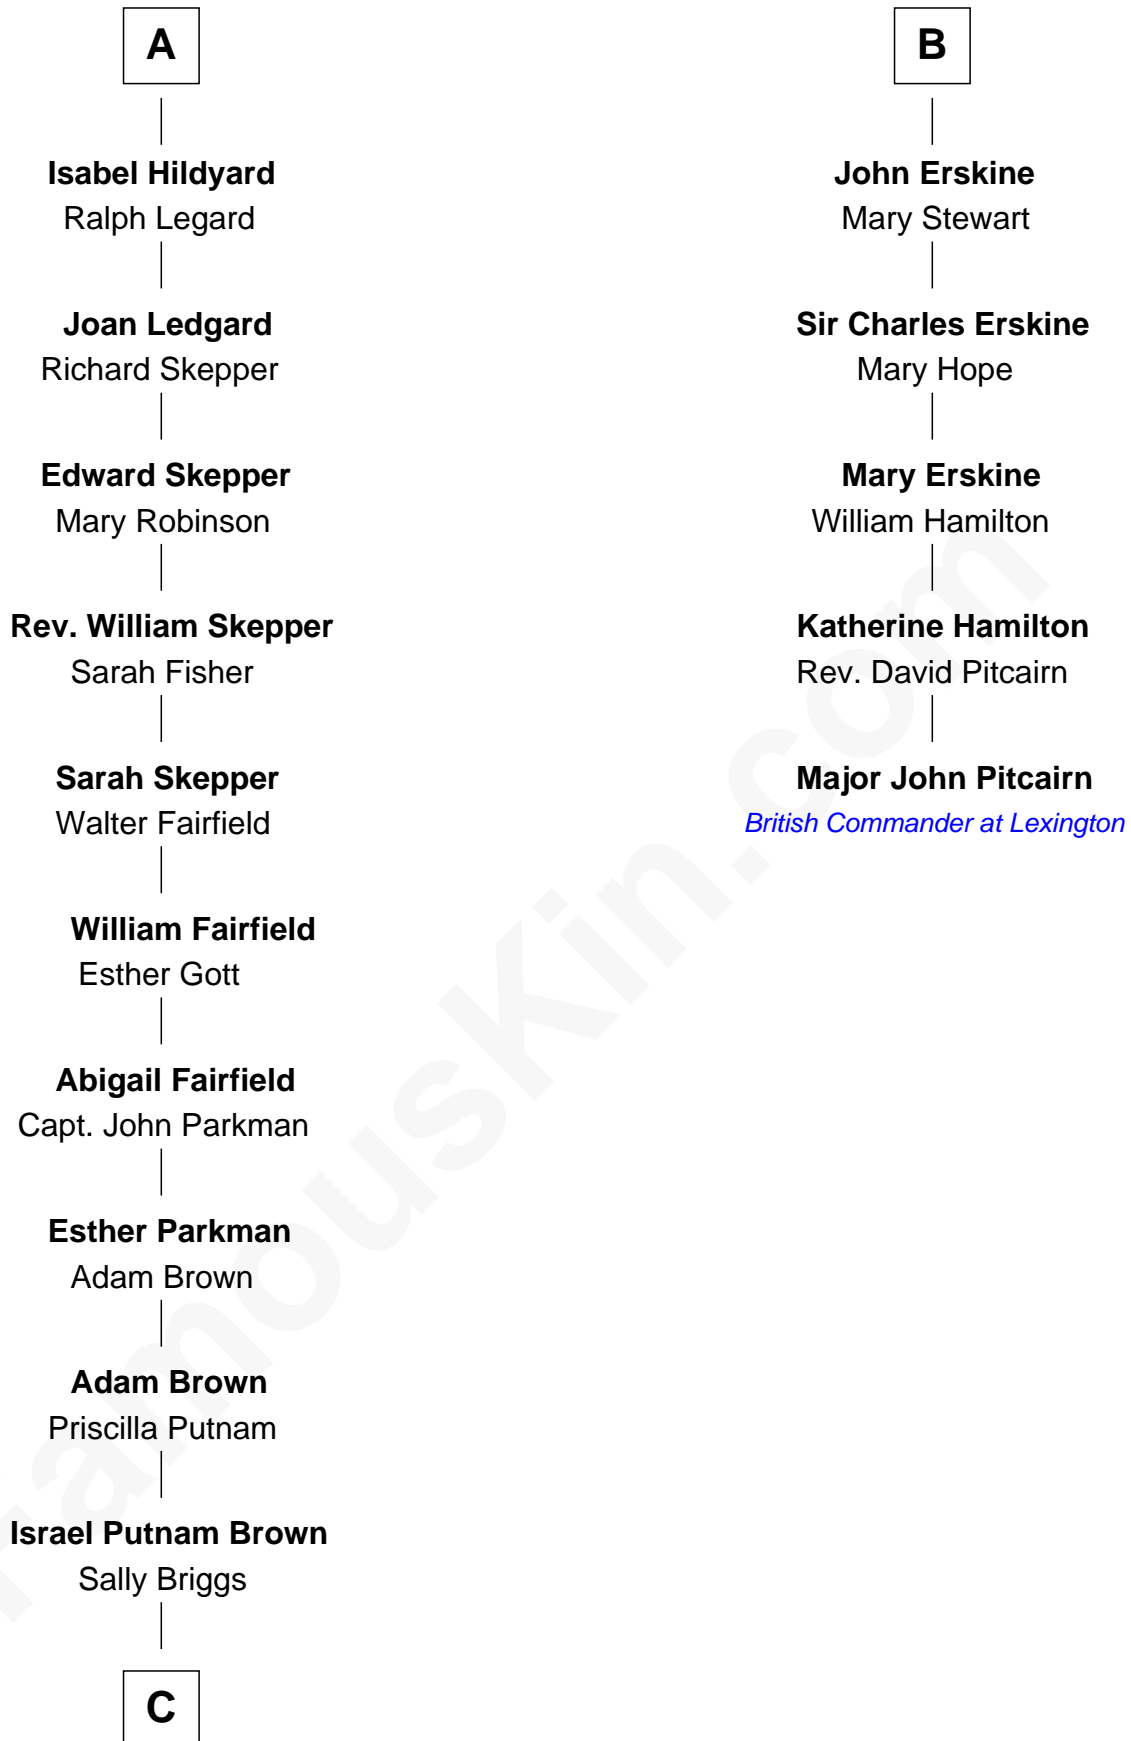 A
Isabel Hildyard
Ralph Legard
Joan Ledgard
Richard Skepper
Edward Skepper
Mary Robinson
Rev. William Skepper
Sarah Fisher
Sarah Skepper
Walter Fairfield
William Fairfield
Esther Gott
Abigail Fairfield
Capt. John Parkman
Esther Parkman
Adam Brown
Adam Brown
Priscilla Putnam
Israel Putnam Brown
Sally Briggs
C
B
John Erskine
Mary Stewart
Sir Charles Erskine
Mary Hope
Mary Erskine
William Hamilton
Katherine Hamilton
Rev. David Pitcairn
Major John Pitcairn
British Commander at Lexington
FamousKin.com